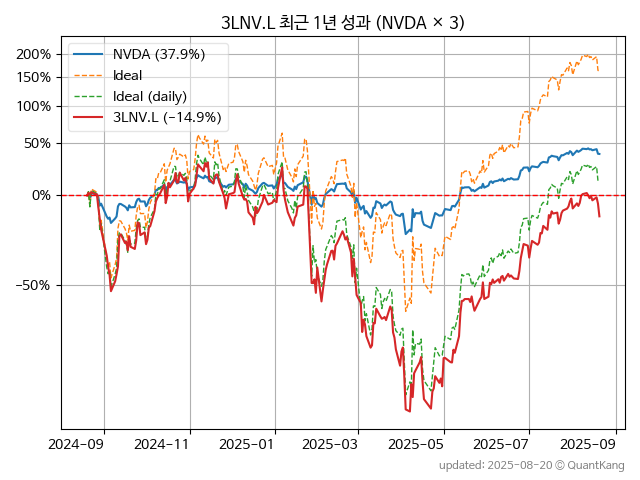 3LNV.L 최근 1년 성과 (NVDA × 3)
NVDA (37.9%)
Ideal
Ideal (daily)
3LNV.L (−14.9%)
200%
150%
100%
50%
0%
−50%
2024-09
2024-11
2025-01
2025-03
2025-05
2025-07
2025-09
updated: 2025-08-20 © QuantKang